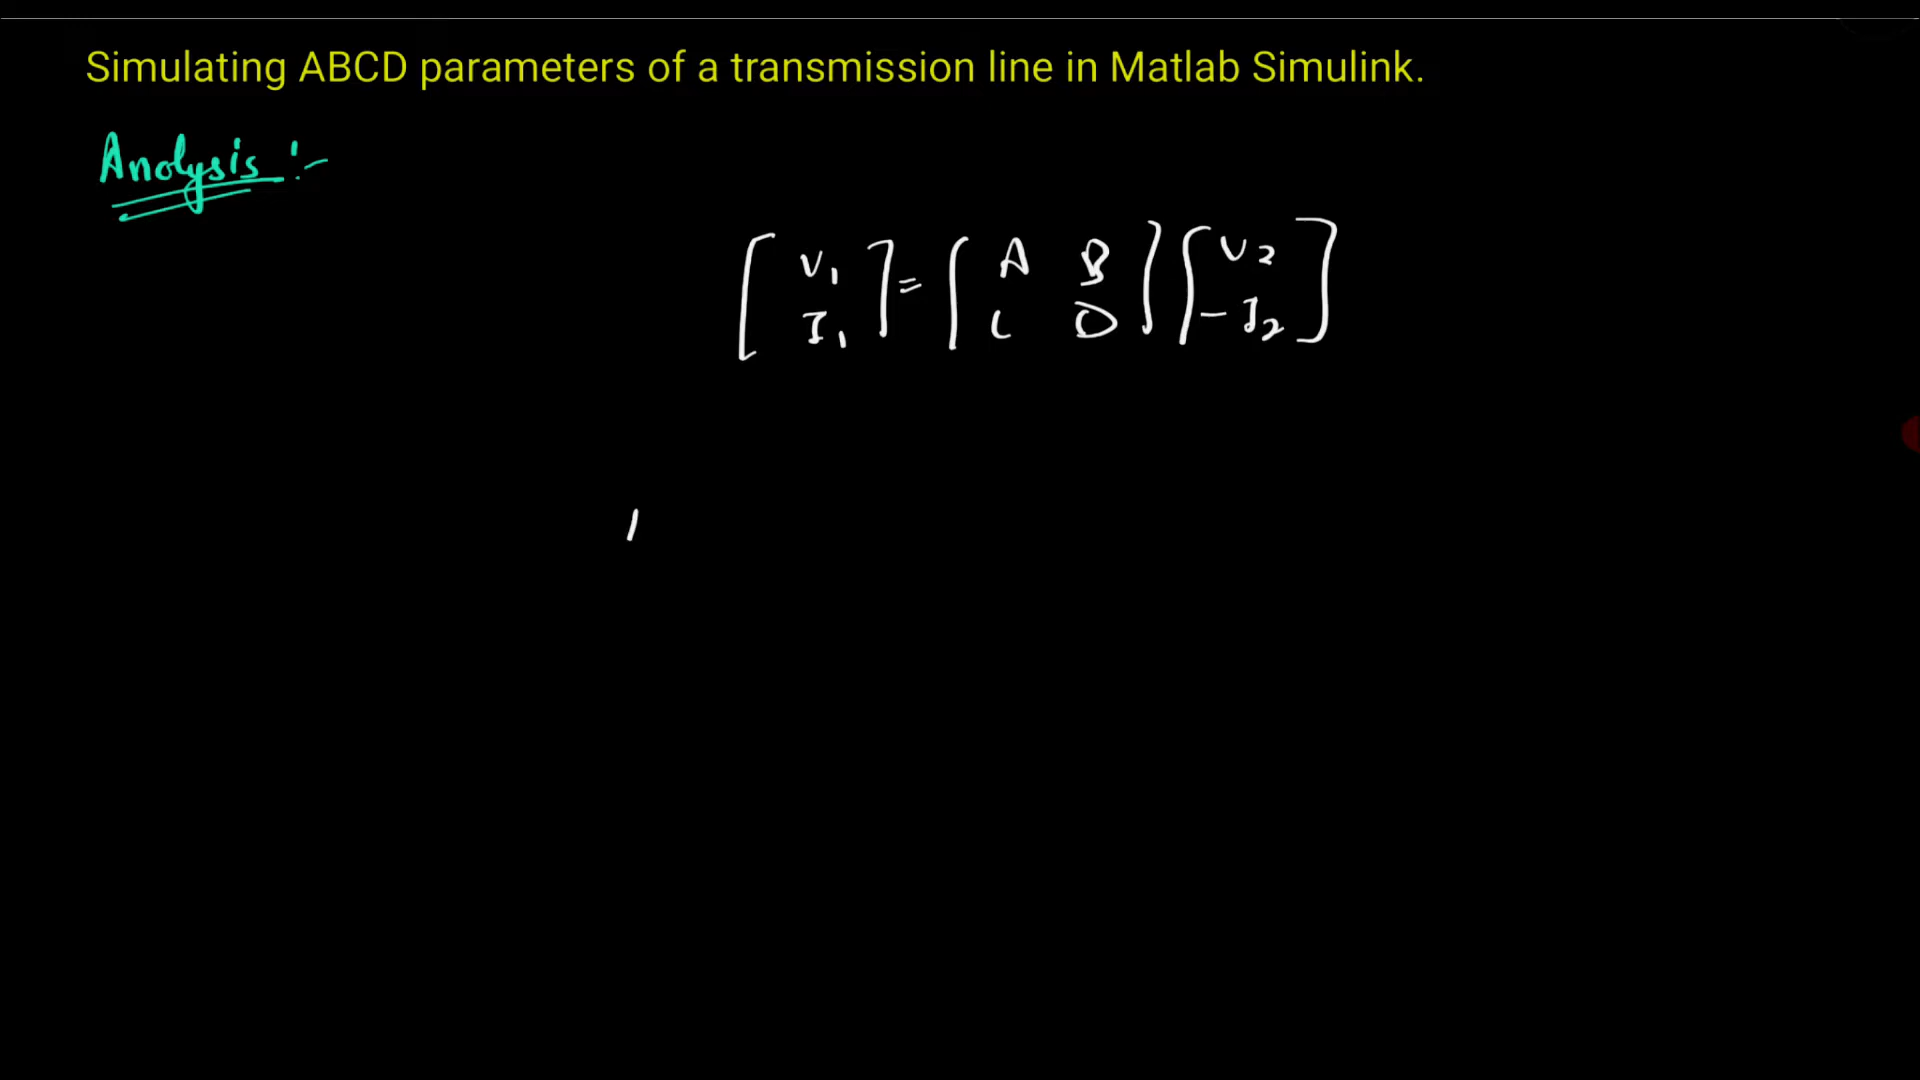 Simulating ABCD parameters of a transmission line in Matlab Simulink.
Analysis :-
[ V1 ] = [ A B ] [ V2 ]
[ I1 ] [ C D ] [ -I2 ]